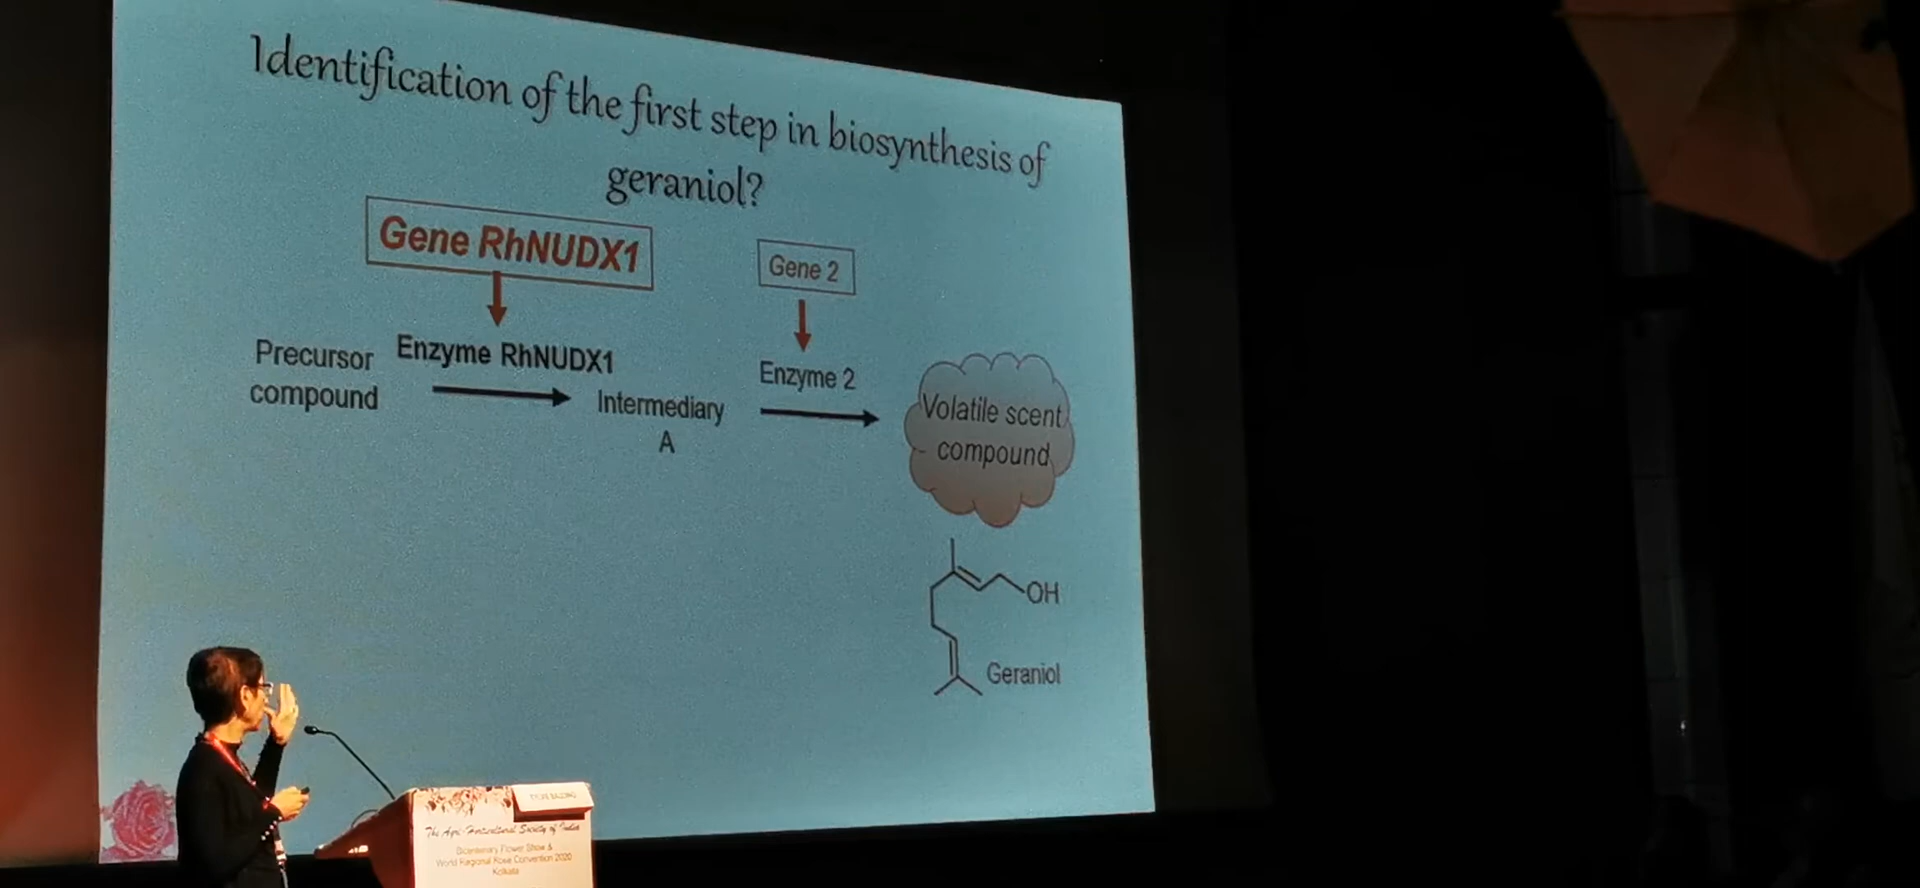 Identification of the first step in biosynthesis of
geraniol?
Gene RhNUDX1
Gene 2
Enzyme RhNUDX1
Precursor
compound
Intermediary
A
Enzyme 2
Volatile scent
compound
OH
Geraniol
The Agri-Horticultural Society of India
Bicentenary Flower Show &
World Regional Rose Convention 2020
Kolkata